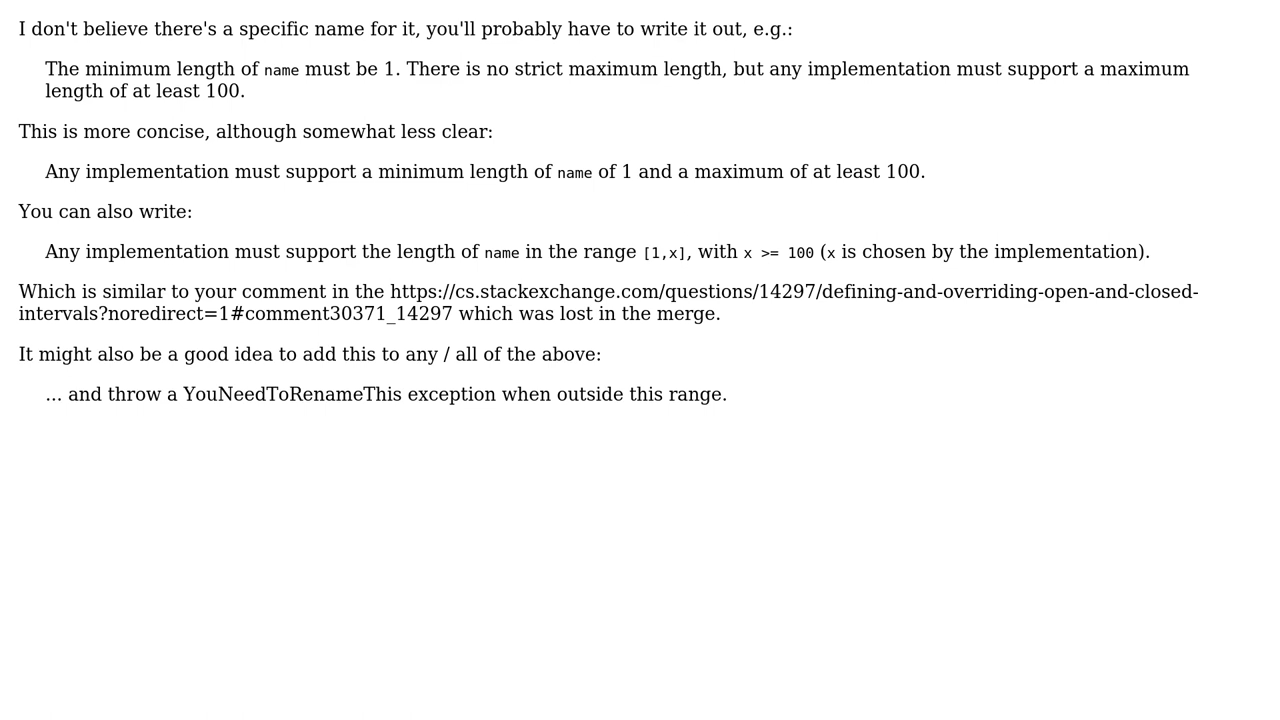 I don't believe there's a specific name for it, you'll probably have to write it out, e.g.:
The minimum length of name must be 1. There is no strict maximum length, but any implementation must support a maximum
length of at least 100.
This is more concise, although somewhat less clear:
Any implementation must support a minimum length of name of 1 and a maximum of at least 100.
You can also write:
Any implementation must support the length of name in the range [1,x], with x >= 100 (x is chosen by the implementation).
Which is similar to your comment in the https://cs.stackexchange.com/questions/14297/defining-and-overriding-open-and-closed-
intervals?noredirect=1#comment30371_14297 which was lost in the merge.
It might also be a good idea to add this to any / all of the above:
... and throw a YouNeedToRenameThis exception when outside this range.